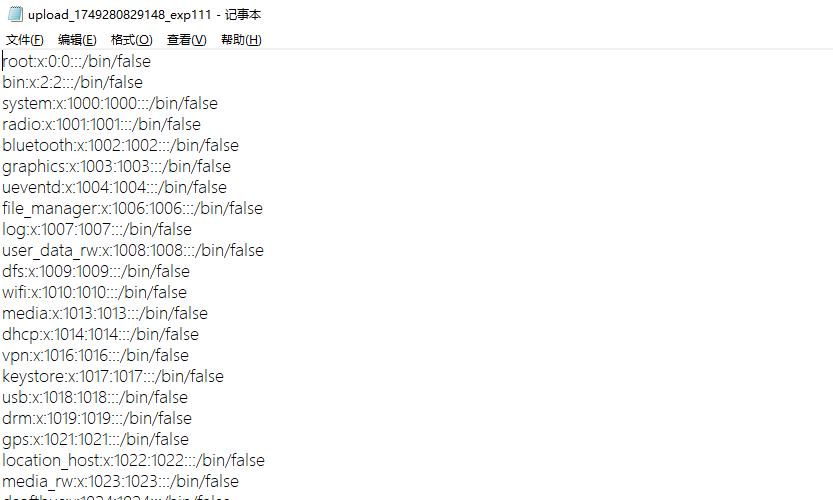 upload_1749280829148_exp111 - 记事本
文件(F) 编辑(E) 格式(O) 查看(V) 帮助(H)
root:x:0:0:::/bin/false
bin:x:2:2:::/bin/false
system:x:1000:1000:::/bin/false
radio:x:1001:1001:::/bin/false
bluetooth:x:1002:1002:::/bin/false
graphics:x:1003:1003:::/bin/false
ueventd:x:1004:1004:::/bin/false
file_manager:x:1006:1006:::/bin/false
log:x:1007:1007:::/bin/false
user_data_rw:x:1008:1008:::/bin/false
dfs:x:1009:1009:::/bin/false
wifi:x:1010:1010:::/bin/false
media:x:1013:1013:::/bin/false
dhcp:x:1014:1014:::/bin/false
vpn:x:1016:1016:::/bin/false
keystore:x:1017:1017:::/bin/false
usb:x:1018:1018:::/bin/false
drm:x:1019:1019:::/bin/false
gps:x:1021:1021:::/bin/false
location_host:x:1022:1022:::/bin/false
media_rw:x:1023:1023:::/bin/false